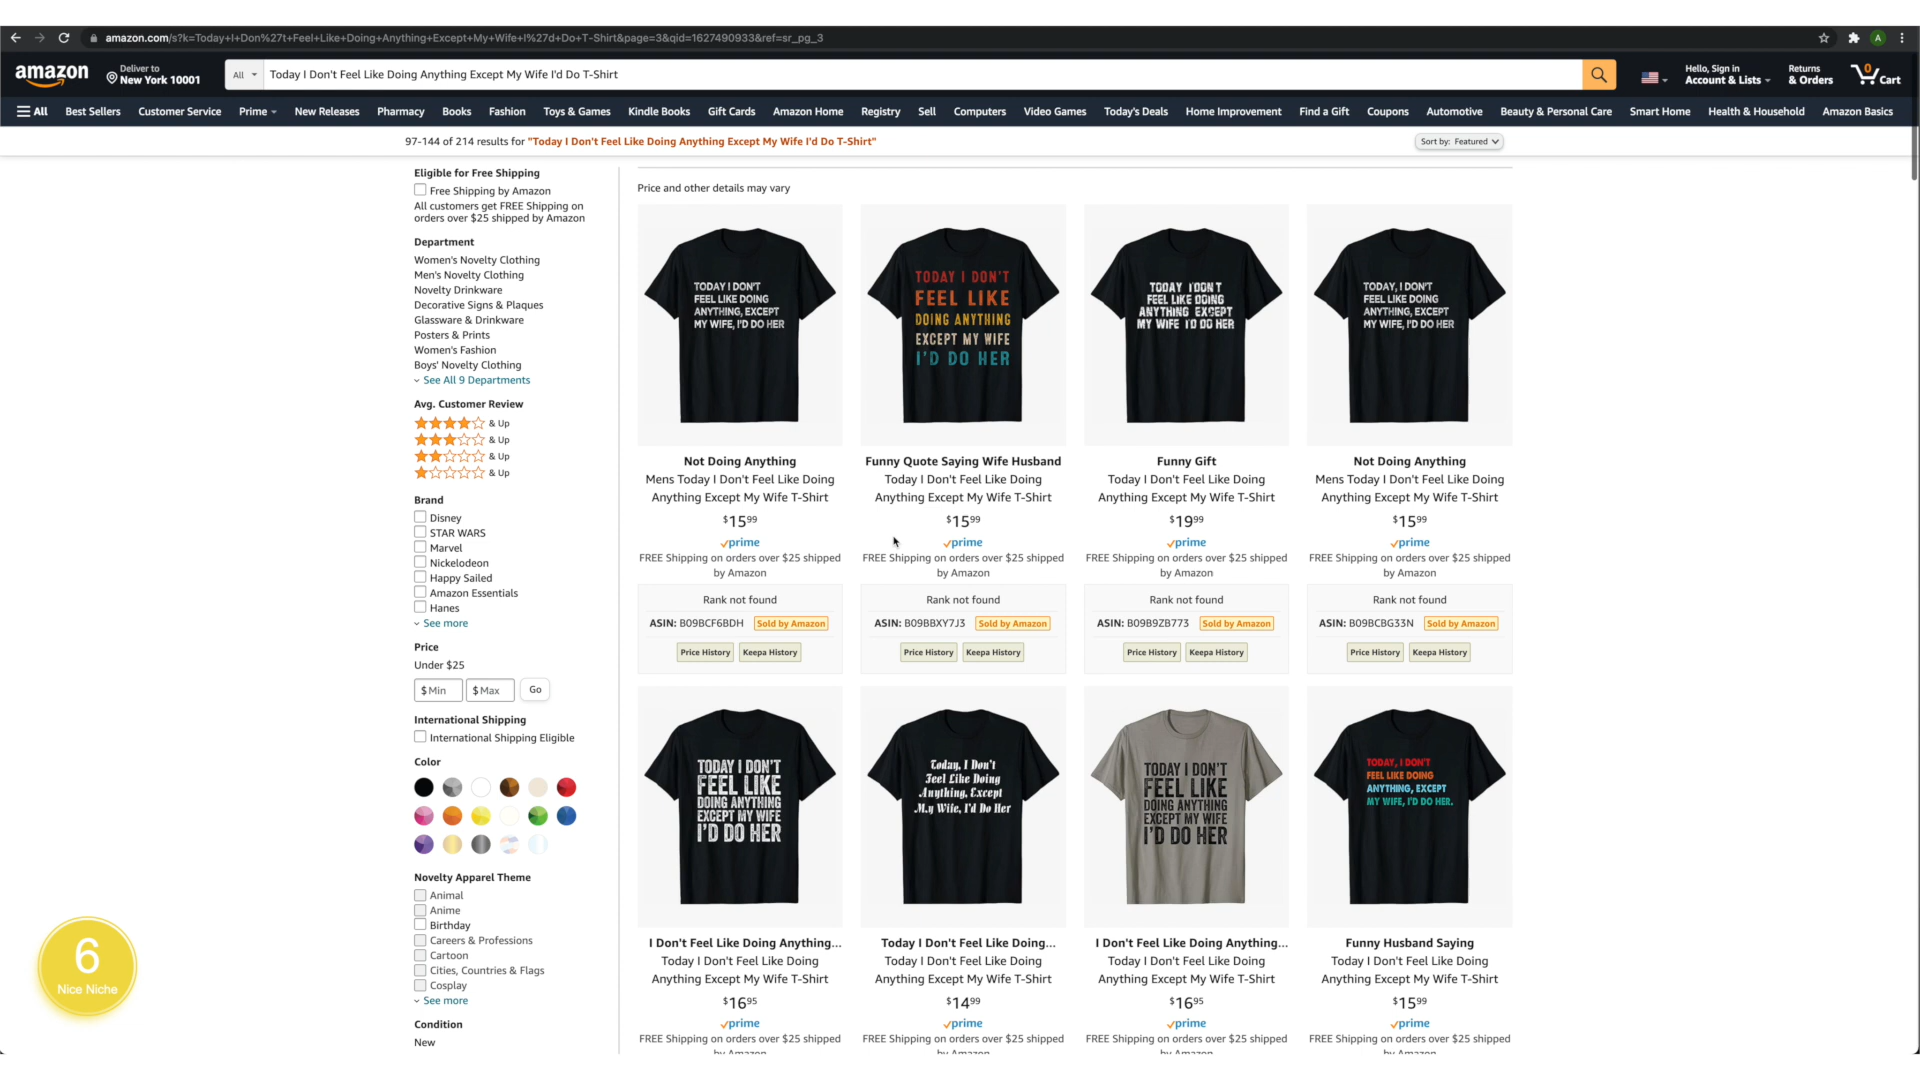 amazon.com/s?k=Today+I+Don%27t+Feel+Like+Doing+Anything+Except+My+Wife+I%27d+Do+T-Shirt&page=3&qid=1627490933&ref=sr_pg_3
A
amazon
Deliver to
New York 10001
All
Today I Don't Feel Like Doing Anything Except My Wife I'd Do T-Shirt
Hello, Sign in
Account & Lists
Returns
& Orders
0
Cart
All Best Sellers Customer Service Prime New Releases Pharmacy Books Fashion Toys & Games Kindle Books Gift Cards Amazon Home Registry Sell Computers Video Games Today's Deals Home Improvement Find a Gift Coupons Automotive Beauty & Personal Care Smart Home Health & Household Amazon Basics
97-144 of 214 results for "Today I Don't Feel Like Doing Anything Except My Wife I'd Do T-Shirt"
Sort by: Featured
Eligible for Free Shipping
Free Shipping by Amazon
All customers get FREE Shipping on
orders over $25 shipped by Amazon
Department
Women's Novelty Clothing
Men's Novelty Clothing
Novelty Drinkware
Decorative Signs & Plaques
Glassware & Drinkware
Posters & Prints
Women's Fashion
Boys' Novelty Clothing
See All 9 Departments
Avg. Customer Review
& Up
& Up
& Up
& Up
Brand
Disney
STAR WARS
Marvel
Nickelodeon
Happy Sailed
Amazon Essentials
Hanes
See more
Price
Under $25
$ Min $ Max Go
International Shipping
International Shipping Eligible
Color
Novelty Apparel Theme
Animal
Anime
Birthday
Careers & Professions
Cartoon
Cities, Countries & Flags
Cosplay
See more
Condition
New
6
Nice Niche
Price and other details may vary
TODAY I DON'T
FEEL LIKE DOING
ANYTHING, EXCEPT
MY WIFE, I'D DO HER
Not Doing Anything
Mens Today I Don't Feel Like Doing
Anything Except My Wife T-Shirt
$15 99
prime
FREE Shipping on orders over $25 shipped
by Amazon
Rank not found
ASIN: B09BCF6BDH Sold by Amazon
Price History Keepa History
TODAY I DON'T
FEEL LIKE
DOING ANYTHING
EXCEPT MY WIFE
I'D DO HER
Funny Quote Saying Wife Husband
Today I Don't Feel Like Doing
Anything Except My Wife T-Shirt
$15 99
prime
FREE Shipping on orders over $25 shipped
by Amazon
Rank not found
ASIN: B09BBXY7J3 Sold by Amazon
Price History Keepa History
TODAY I DON'T
FEEL LIKE DOING
ANYTHING EXCEPT
MY WIFE I'D DO HER
Funny Gift
Today I Don't Feel Like Doing
Anything Except My Wife T-Shirt
$19 99
prime
FREE Shipping on orders over $25 shipped
by Amazon
Rank not found
ASIN: B09B9ZB773 Sold by Amazon
Price History Keepa History
TODAY, I DON'T
FEEL LIKE DOING
ANYTHING, EXCEPT
MY WIFE, I'D DO HER
Not Doing Anything
Mens Today I Don't Feel Like Doing
Anything Except My Wife T-Shirt
$15 99
prime
FREE Shipping on orders over $25 shipped
by Amazon
Rank not found
ASIN: B09BCBG33N Sold by Amazon
Price History Keepa History
TODAY I DON'T
FEEL LIKE
DOING ANYTHING
EXCEPT MY WIFE
I'D DO HER
I Don't Feel Like Doing Anything...
Today I Don't Feel Like Doing
Anything Except My Wife T-Shirt
$16 95
prime
FREE Shipping on orders over $25 shipped
by Amazon
Today, I Don't
Feel Like Doing
Anything, Except
My Wife, I'd Do Her
Today I Don't Feel Like Doing...
Today I Don't Feel Like Doing
Anything Except My Wife T-Shirt
$14 99
prime
FREE Shipping on orders over $25 shipped
by Amazon
TODAY I DON'T
FEEL LIKE
DOING ANYTHING
EXCEPT MY WIFE
I'D DO HER
I Don't Feel Like Doing Anything...
Today I Don't Feel Like Doing
Anything Except My Wife T-Shirt
$16 95
prime
FREE Shipping on orders over $25 shipped
by Amazon
TODAY, I DON'T
FEEL LIKE DOING
ANYTHING, EXCEPT
MY WIFE, I'D DO HER.
Funny Husband Saying
Today I Don't Feel Like Doing
Anything Except My Wife T-Shirt
$15 99
prime
FREE Shipping on orders over $25 shipped
by Amazon